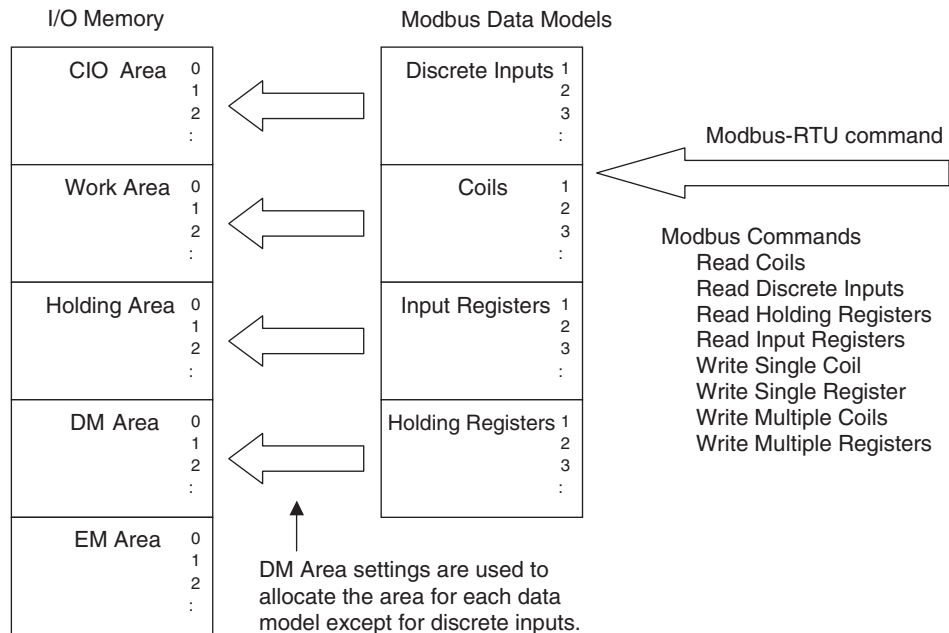 I/O Memory
CIO Area
0
1
2
:
Work Area
0
1
2
:
Holding Area
0
1
2
:
DM Area
0
1
2
:
EM Area
0
1
2
:
Modbus Data Models
Discrete Inputs
1
2
3
:
Coils
1
2
3
:
Input Registers
1
2
3
:
Holding Registers
1
2
3
:
DM Area settings are used to
allocate the area for each data
model except for discrete inputs.
Modbus-RTU command
Modbus Commands
Read Coils
Read Discrete Inputs
Read Holding Registers
Read Input Registers
Write Single Coil
Write Single Register
Write Multiple Coils
Write Multiple Registers